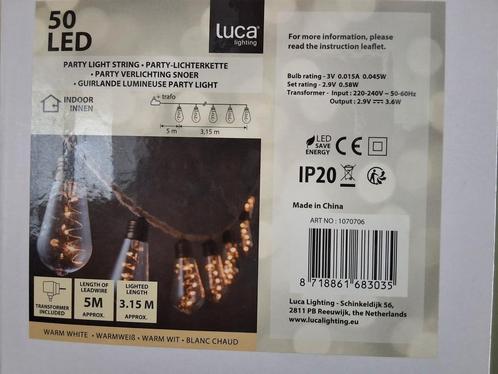 50
LED
luca
lighting
PARTY LIGHT STRING • PARTY-LICHTERKETTE
• PARTY VERLICHTING SNOER •
• GUIRLANDE LUMINEUSE PARTY LIGHT
INDOOR
INNEN
+ trafo
5 m
3,15 m
TRANSFORMER
INCLUDED
LENGTH OF
LEADWIRE
5M
APPROX.
LIGHTED
LENGTH
3.15 M
APPROX.
WARM WHITE • WARMWEIß • WARM WIT • BLANC CHAUD
For more information, please
read the instruction leaflet.
Bulb rating - 3V 0.015A 0.045W
Set rating - 2.9V 0.58W
Transformer - Input : 220-240V ~ 50-60Hz
Output : 2.9V ⎓ 3.6W
LED
SAVE
ENERGY
CE
IP20
Made in China
ART NO : 1070706
8 718861 683035
Luca Lighting - Schinkeldijk 56,
2811 PB Reeuwijk, the Netherlands
www.lucalighting.eu